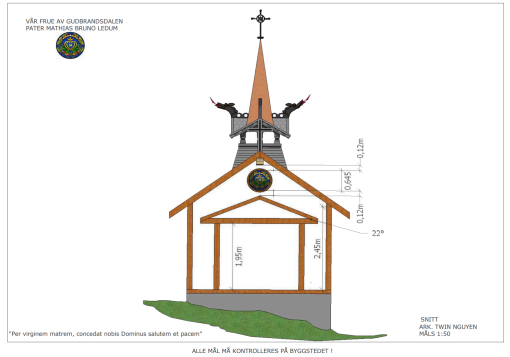 VÅR FRUE AV GUDBRANDSDALEN
PATER MATHIAS BRUNO LEDUM
0,12m
0,645
0,12m
22°
1,95m
2,45m
SNITT
ARK. TWIN NGUYEN
MÅLS 1:50
"Per virginem matrem, concedat nobis Dominus salutem et pacem"
ALLE MÅL MÅ KONTROLLERES PÅ BYGGSTEDET !